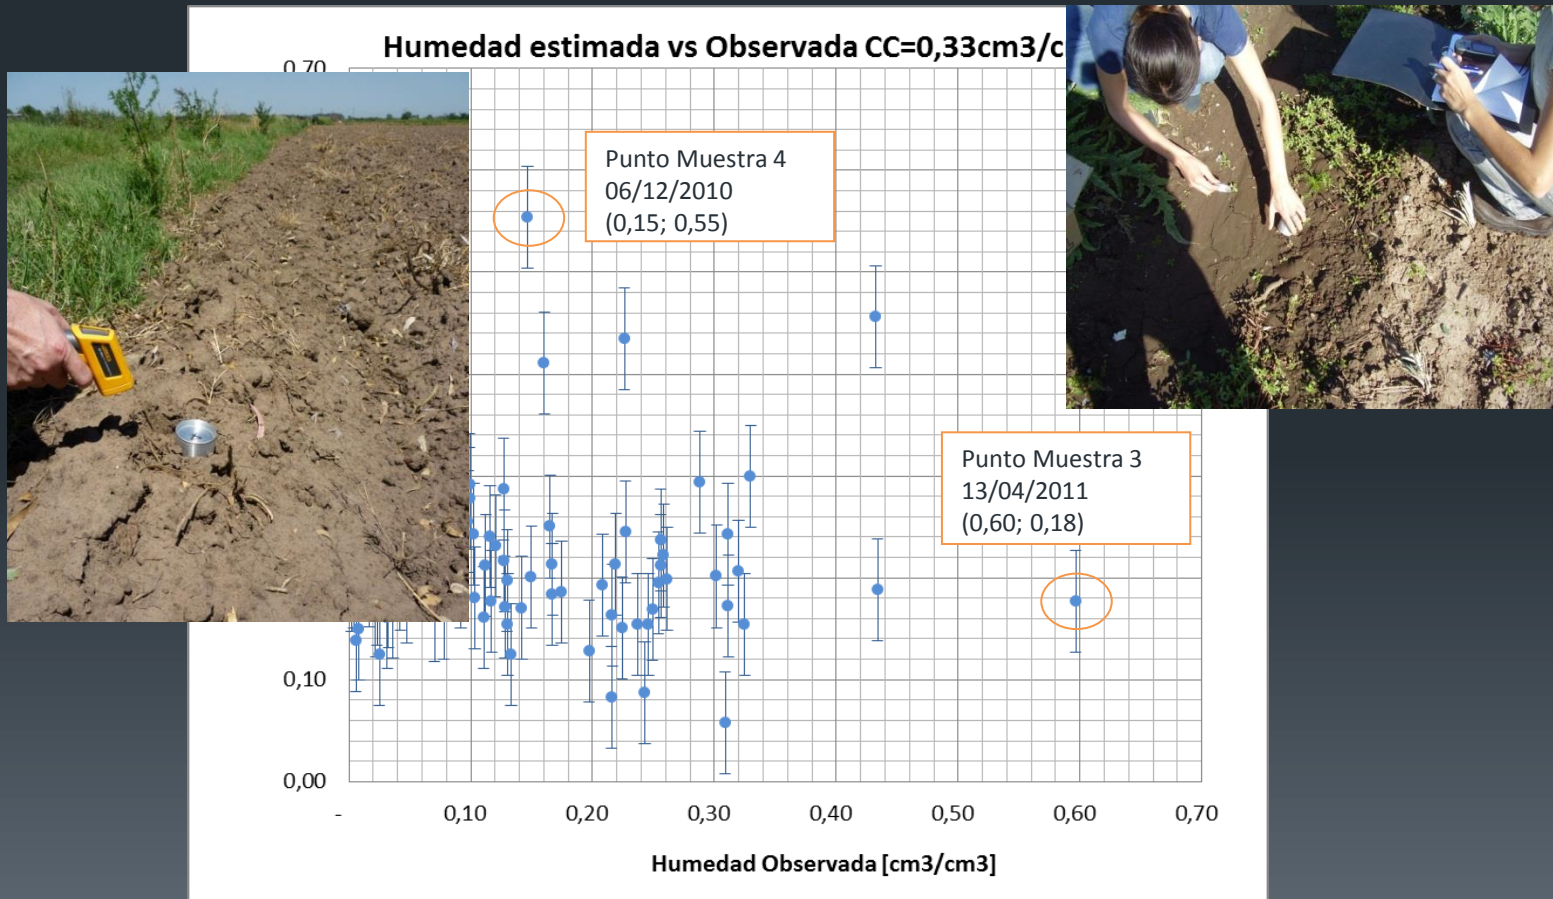 Humedad estimada vs Observada CC=0,33cm3/c
0,70
Punto Muestra 4
06/12/2010
(0,15; 0,55)
Punto Muestra 3
13/04/2011
(0,60; 0,18)
0,10
0,00
- 0,10 0,20 0,30 0,40 0,50 0,60 0,70
Humedad Observada [cm3/cm3]